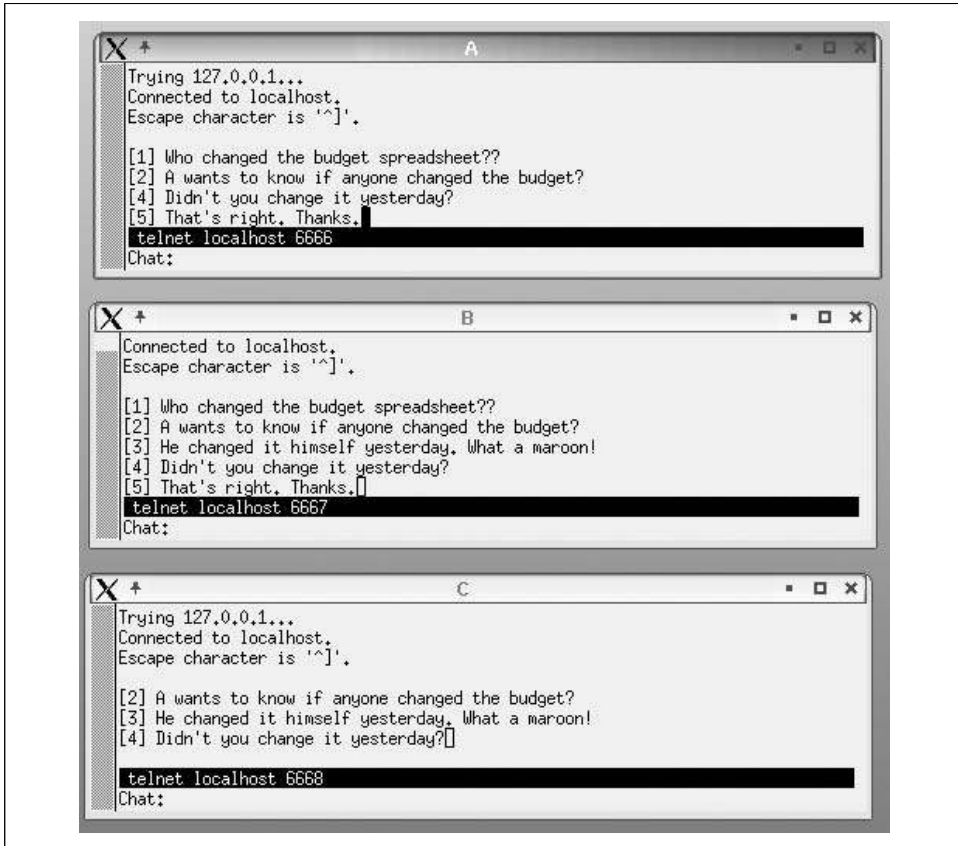 A
Trying 127.0.0.1...
Connected to localhost.
Escape character is '^]'.
[1] Who changed the budget spreadsheet??
[2] A wants to know if anyone changed the budget?
[4] Didn't you change it yesterday?
[5] That's right. Thanks.
telnet localhost 6666
Chat:
B
Connected to localhost.
Escape character is '^]'.
[1] Who changed the budget spreadsheet??
[2] A wants to know if anyone changed the budget?
[3] He changed it himself yesterday. What a maroon!
[4] Didn't you change it yesterday?
[5] That's right. Thanks.
telnet localhost 6667
Chat:
C
Trying 127.0.0.1...
Connected to localhost.
Escape character is '^]'.
[2] A wants to know if anyone changed the budget?
[3] He changed it himself yesterday. What a maroon!
[4] Didn't you change it yesterday?
telnet localhost 6668
Chat: